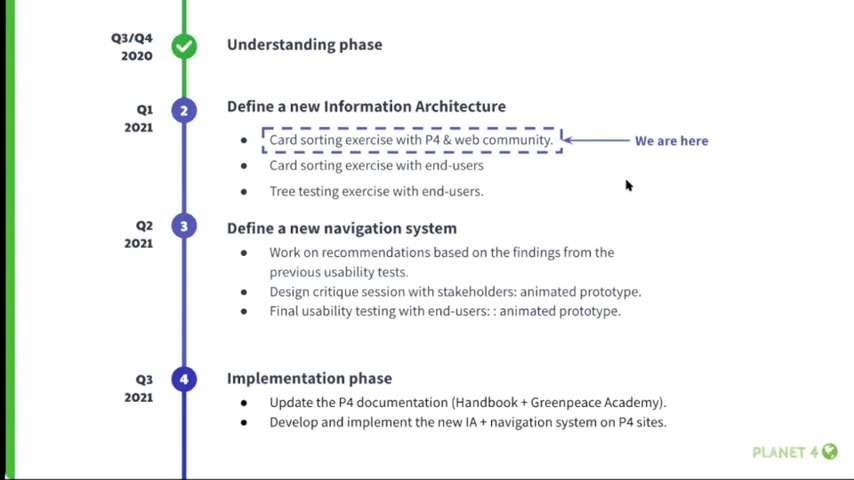 Q3/Q4
2020
Understanding phase
Q1
2021
2
Define a new Information Architecture
● Card sorting exercise with P4 & web community.
We are here
● Card sorting exercise with end-users
● Tree testing exercise with end-users.
Q2
2021
3
Define a new navigation system
● Work on recommendations based on the findings from the
previous usability tests.
● Design critique session with stakeholders: animated prototype.
● Final usability testing with end-users: : animated prototype.
Q3
2021
4
Implementation phase
● Update the P4 documentation (Handbook + Greenpeace Academy).
● Develop and implement the new IA + navigation system on P4 sites.
PLANET 4